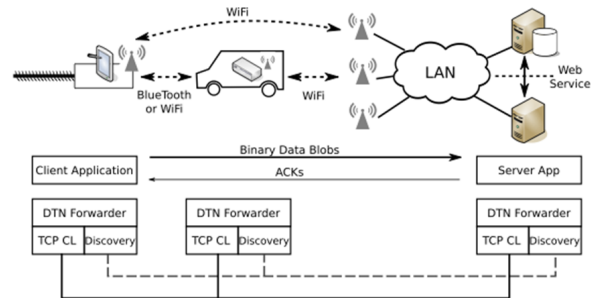 WiFi
LAN
BlueTooth
or WiFi
WiFi
Web
Service
Binary Data Blobs
Client Application
ACKs
Server App
DTN Forwarder
TCP CL
Discovery
DTN Forwarder
TCP CL
Discovery
DTN Forwarder
TCP CL
Discovery